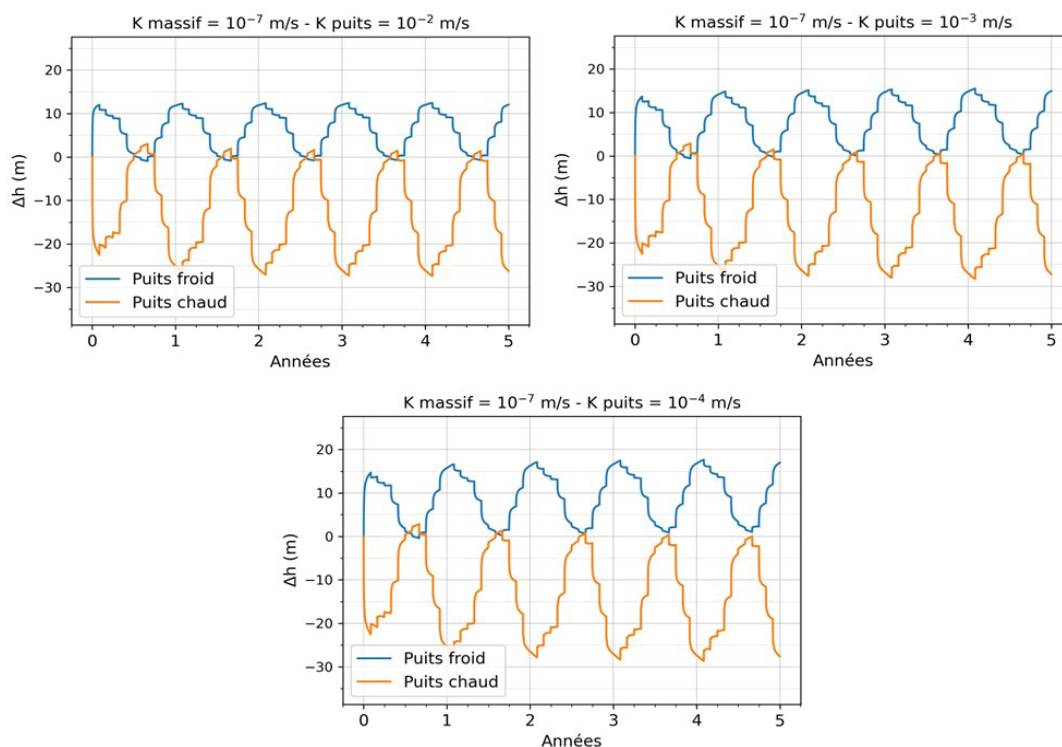 K massif = 10⁻⁷ m/s - K puits = 10⁻² m/s
20
10
0
−10
−20
−30
Δh (m)
Puits froid
Puits chaud
0 1 2 3 4 5
Années
K massif = 10⁻⁷ m/s - K puits = 10⁻³ m/s
20
10
0
−10
−20
−30
Δh (m)
Puits froid
Puits chaud
0 1 2 3 4 5
Années
K massif = 10⁻⁷ m/s - K puits = 10⁻⁴ m/s
20
10
0
−10
−20
−30
Δh (m)
Puits froid
Puits chaud
0 1 2 3 4 5
Années